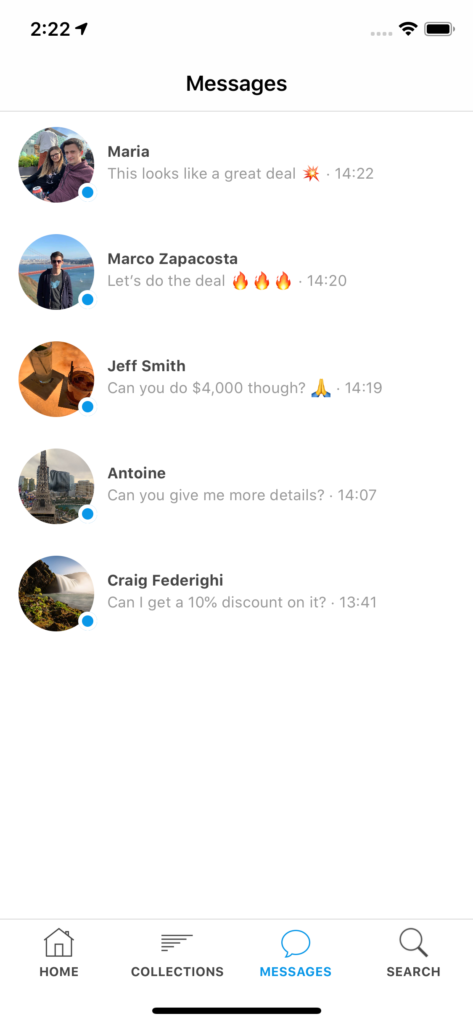 2:22
Messages
Maria
This looks like a great deal 💥 · 14:22
Marco Zapacosta
Let’s do the deal 🔥🔥🔥 · 14:20
Jeff Smith
Can you do $4,000 though? 🙏 · 14:19
Antoine
Can you give me more details? · 14:07
Craig Federighi
Can I get a 10% discount on it? · 13:41
HOME COLLECTIONS MESSAGES SEARCH